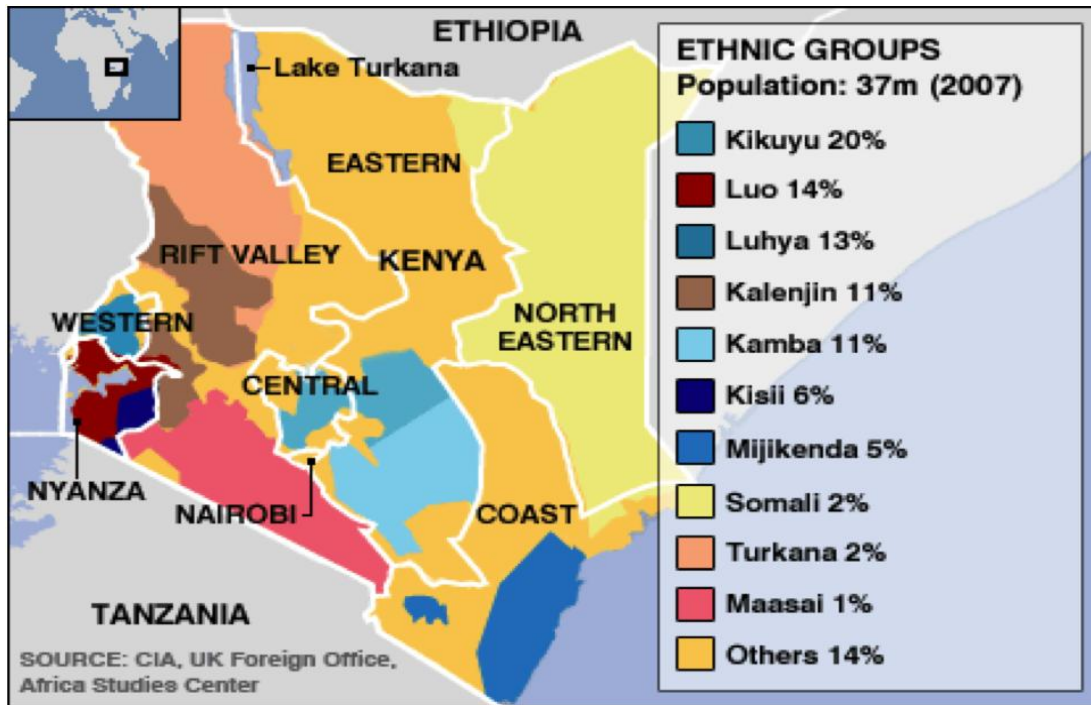 ETHIOPIA
Lake Turkana
EASTERN
RIFT VALLEY
KENYA
NORTH
EASTERN
WESTERN
CENTRAL
NYANZA
NAIROBI
COAST
TANZANIA
SOURCE: CIA, UK Foreign Office,
Africa Studies Center
ETHNIC GROUPS
Population: 37m (2007)
Kikuyu 20%
Luo 14%
Luhya 13%
Kalenjin 11%
Kamba 11%
Kisii 6%
Mijikenda 5%
Somali 2%
Turkana 2%
Maasai 1%
Others 14%